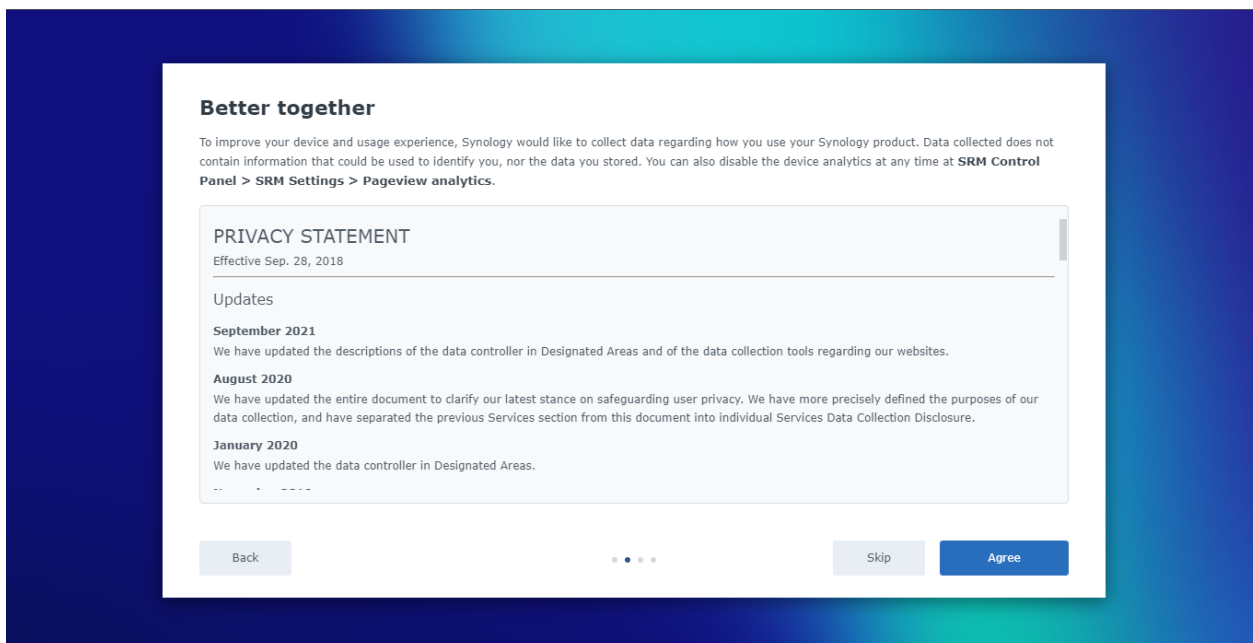 Better together
To improve your device and usage experience, Synology would like to collect data regarding how you use your Synology product. Data collected does not
contain information that could be used to identify you, nor the data you stored. You can also disable the device analytics at any time at SRM Control
Panel > SRM Settings > Pageview analytics.
PRIVACY STATEMENT
Effective Sep. 28, 2018
Updates
September 2021
We have updated the descriptions of the data controller in Designated Areas and of the data collection tools regarding our websites.
August 2020
We have updated the entire document to clarify our latest stance on safeguarding user privacy. We have more precisely defined the purposes of our
data collection, and have separated the previous Services section from this document into individual Services Data Collection Disclosure.
January 2020
We have updated the data controller in Designated Areas.
Back
Skip
Agree